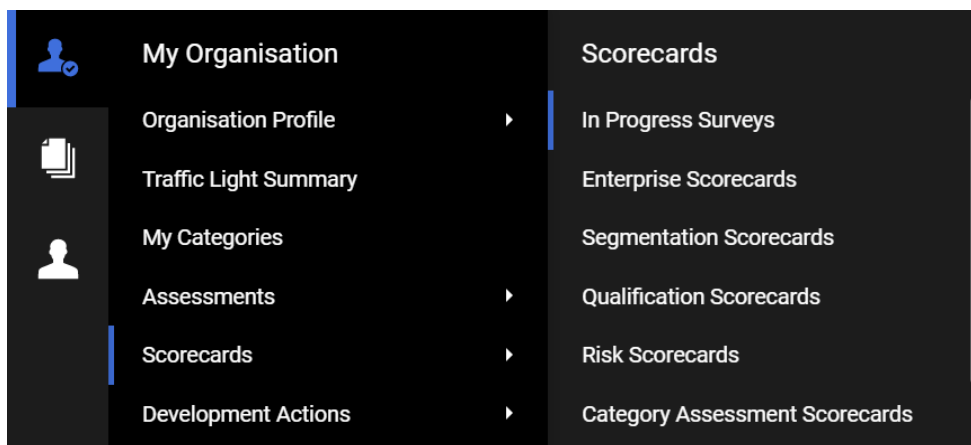 My Organisation
Organisation Profile
Traffic Light Summary
My Categories
Assessments
Scorecards
Development Actions
Scorecards
In Progress Surveys
Enterprise Scorecards
Segmentation Scorecards
Qualification Scorecards
Risk Scorecards
Category Assessment Scorecards